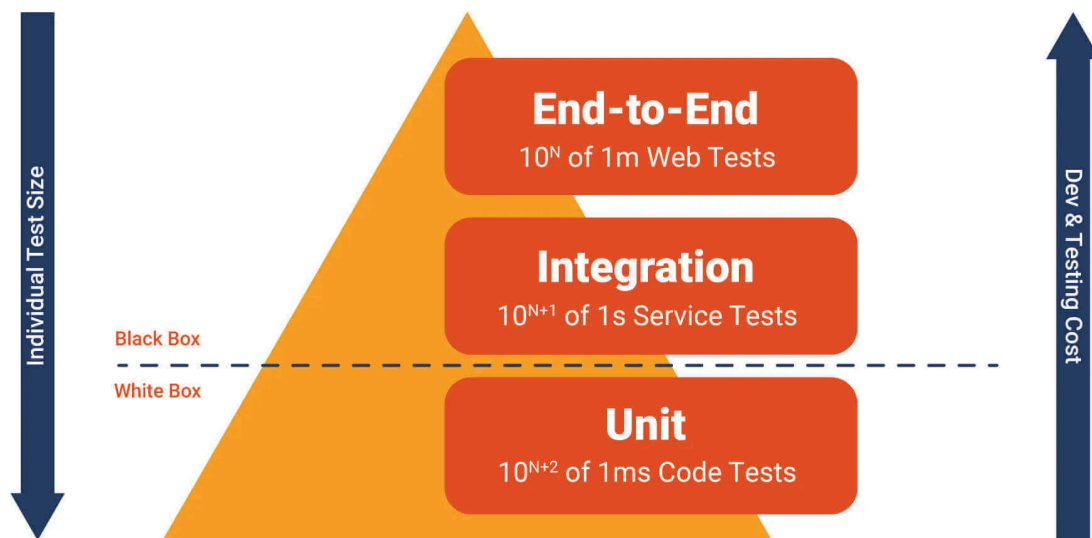 Individual Test Size
End-to-End
10ᴺ of 1m Web Tests
Integration
10ᴺ⁺¹ of 1s Service Tests
Black Box
White Box
Unit
10ᴺ⁺² of 1ms Code Tests
Dev & Testing Cost